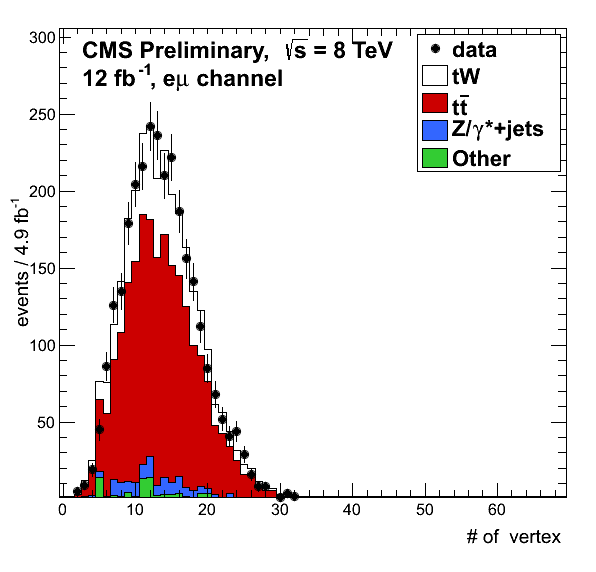 CMS Preliminary, √s = 8 TeV
12 fb⁻¹, eμ channel
data
tW
tt̄
Z/γ*+jets
Other
events / 4.9 fb⁻¹
300
250
200
150
100
50
0 10 20 30 40 50 60
# of vertex